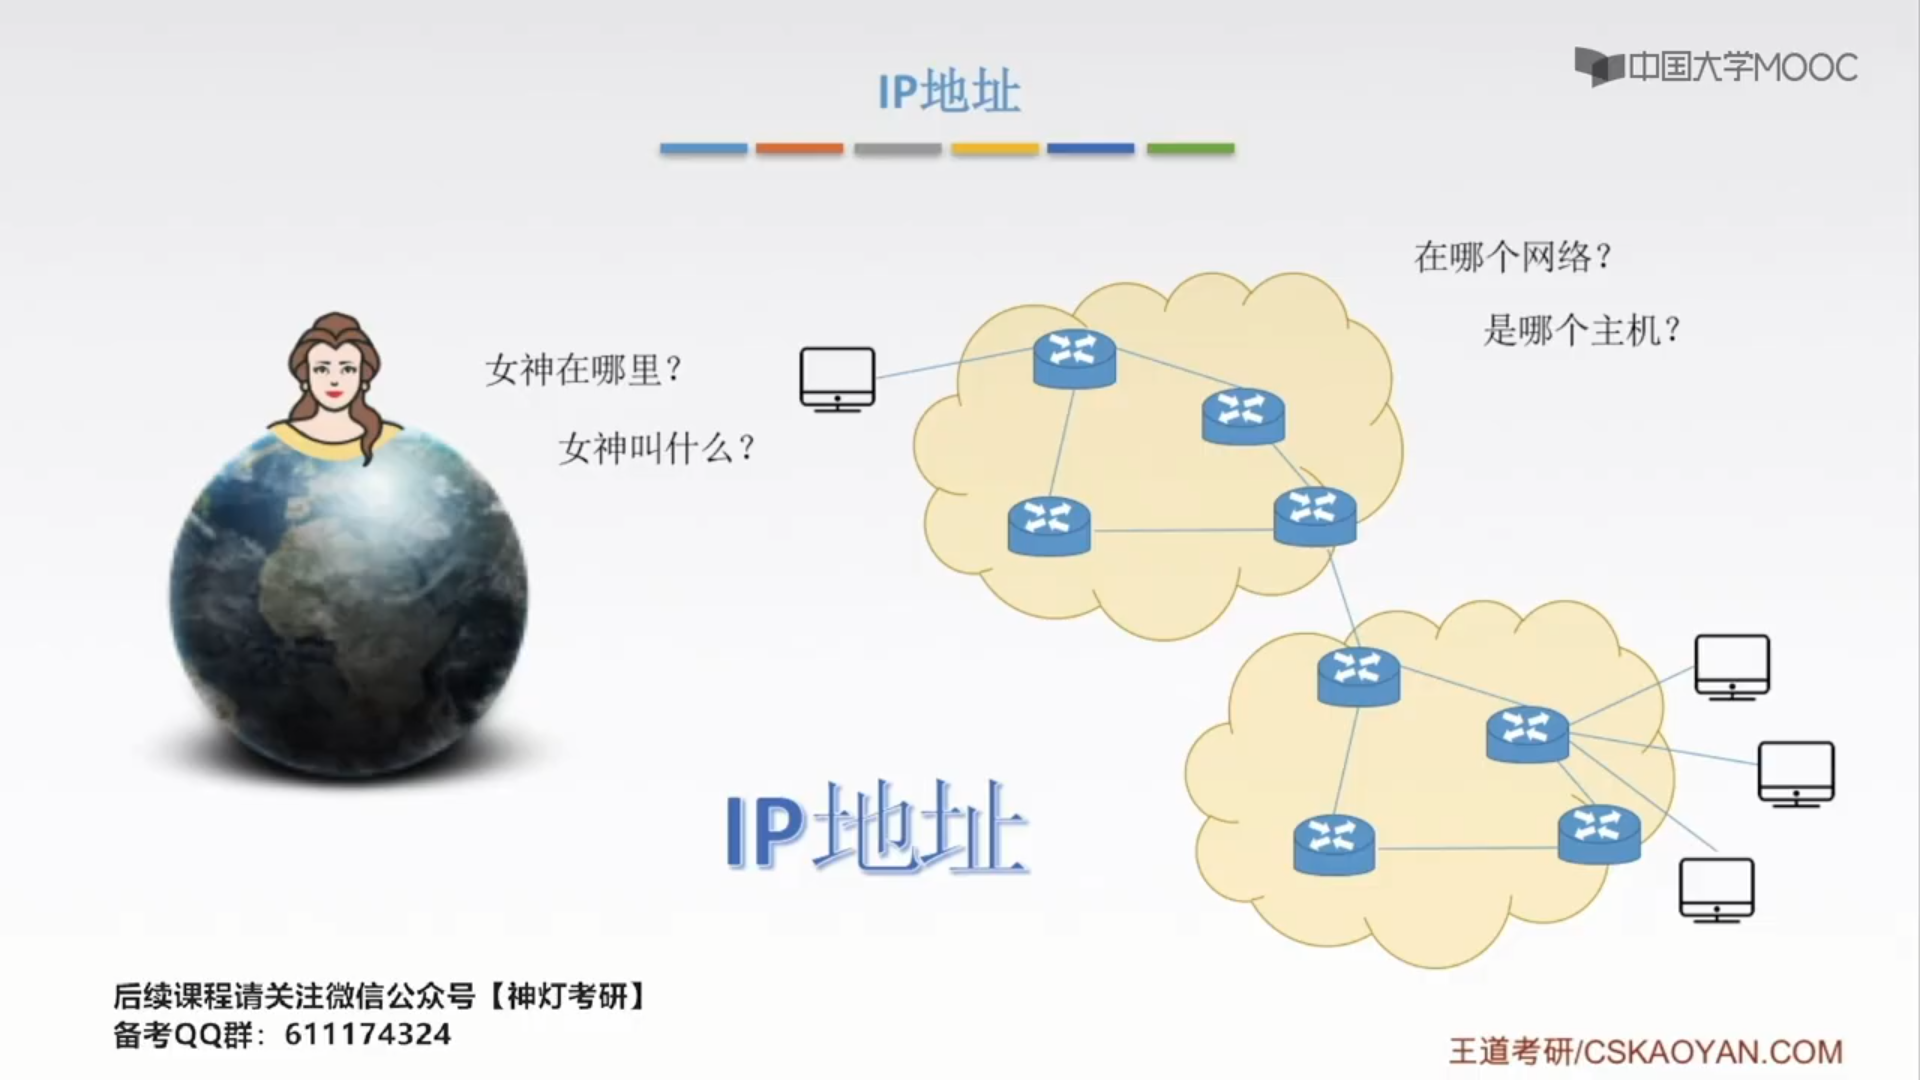 IP地址
中国大学MOOC
在哪个网络？
是哪个主机？
女神在哪里？
女神叫什么？
IP地址
后续课程请关注微信公众号【神灯考研】
备考QQ群：611174324
王道考研/CSKAOYAN.COM